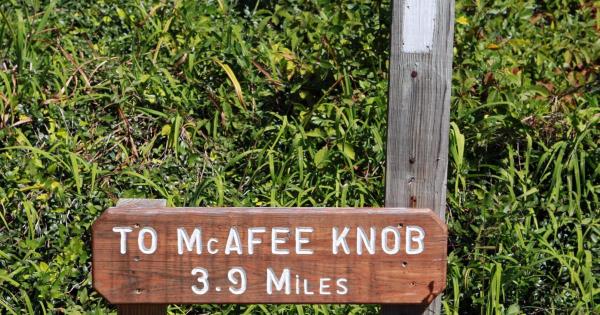 TO McAFEE KNOB
3.9 MiLES